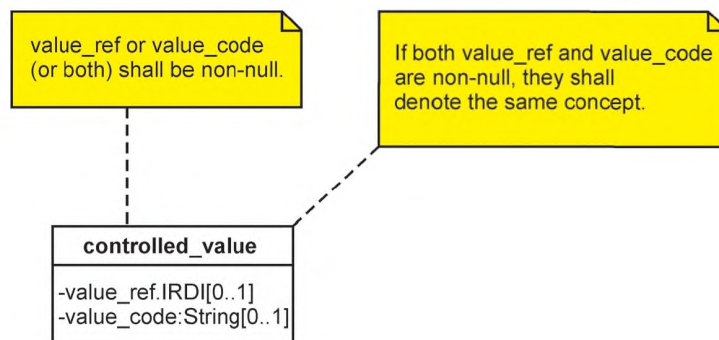 value_ref or value_code
(or both) shall be non-null.
If both value_ref and value_code
are non-null, they shall
denote the same concept.
controlled_value
-value_ref.IRDI[0..1]
-value_code:String[0..1]